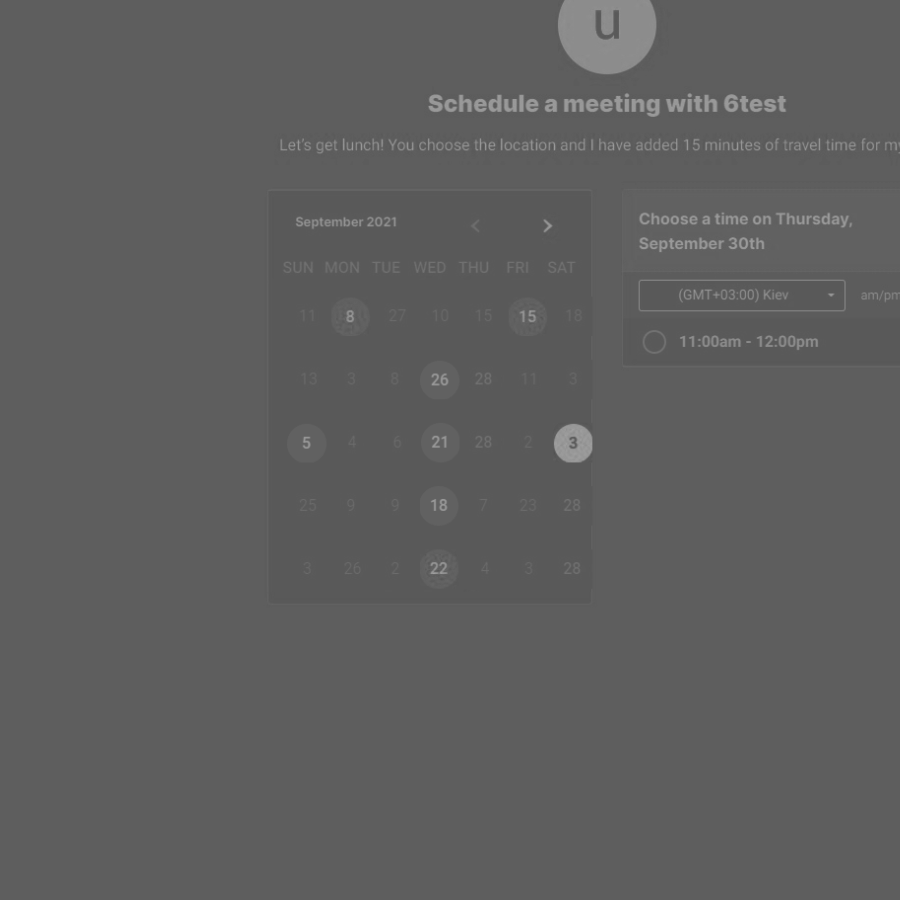 u
Schedule a meeting with 6test
Let's get lunch! You choose the location and I have added 15 minutes of travel time for my
September 2021
SUN MON TUE WED THU FRI SAT
11 8 27 10 15 15 18
13 3 8 26 28 11 3
5 4 6 21 28 2 3
25 9 9 18 7 23 28
3 26 2 22 4 3 28
Choose a time on Thursday,
September 30th
(GMT+03:00) Kiev am/pm
11:00am - 12:00pm